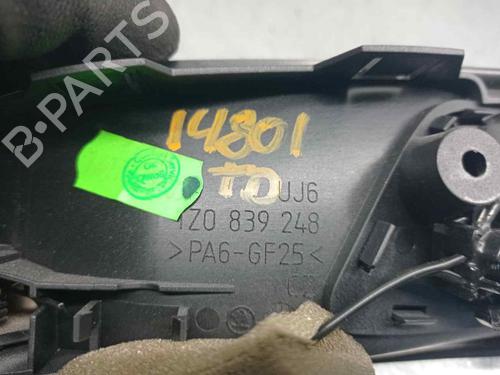 B-PARTS
14801
TD
UJ6
1Z0 839 248
>PA6-GF25<